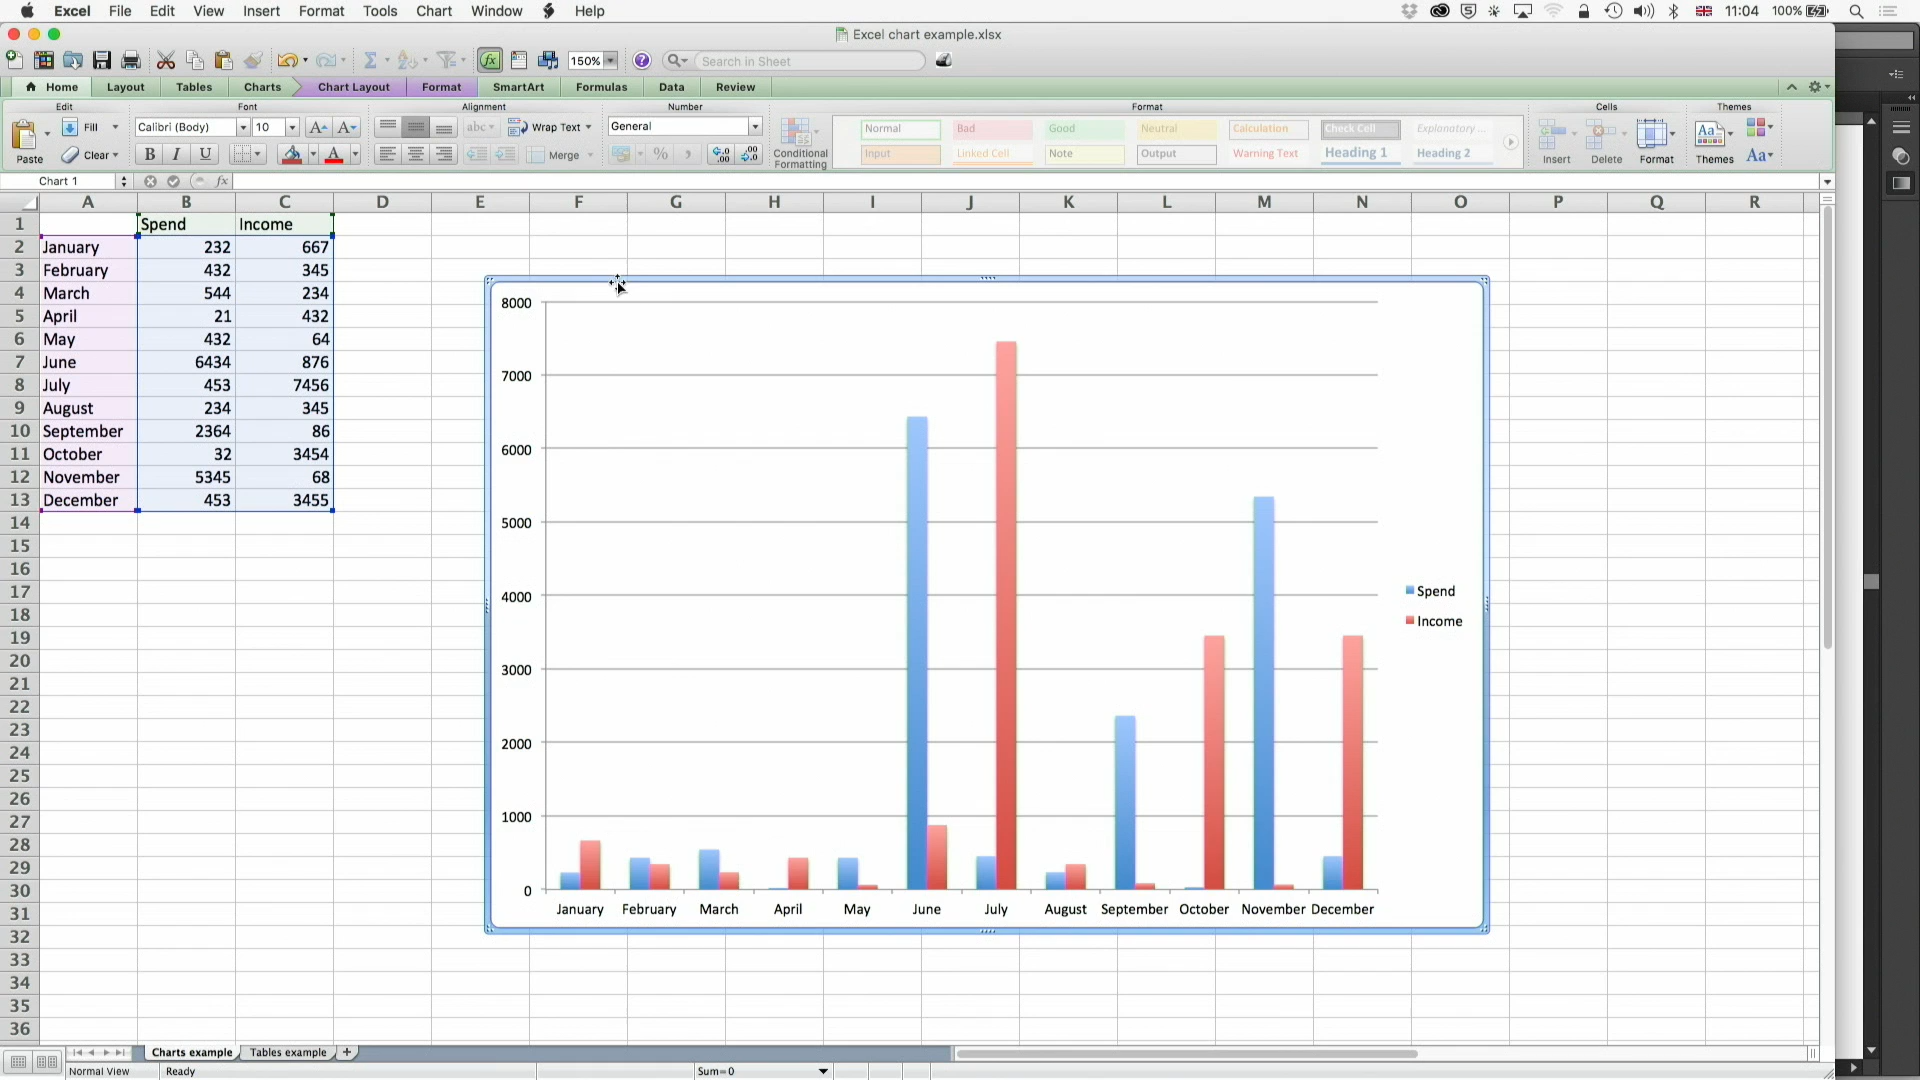 Excel File Edit View Insert Format Tools Chart Window Help 11:04 100%
Excel chart example.xlsx
150% Search in Sheet
Home Layout Tables Charts Chart Layout Format SmartArt Formulas Data Review
Edit Font Alignment Number Format Cells Themes
Fill Calibri (Body) 10 A A abc Wrap Text General Normal Bad Good Neutral Calculation Check Cell Explanatory ...
Paste Clear B I U A Merge % Conditional Formatting Input Linked Cell Note Output Warning Text Heading 1 Heading 2 Insert Delete Format Themes Aa
Chart 1 fx
A B C D E F G H I J K L M N O P Q R
1 Spend Income
2 January 232 667
3 February 432 345
4 March 544 234
5 April 21 432
6 May 432 64
7 June 6434 876
8 July 453 7456
9 August 234 345
10 September 2364 86
11 October 32 3454
12 November 5345 68
13 December 453 3455
14
15
16
17
18
19
20
21
22
23
24
25
26
27
28
29
30
31
32
33
34
35
36
8000
7000
6000
5000
4000
3000
2000
1000
0
January February March April May June July August September October November December
Spend
Income
Charts example Tables example +
Normal View Ready Sum=0